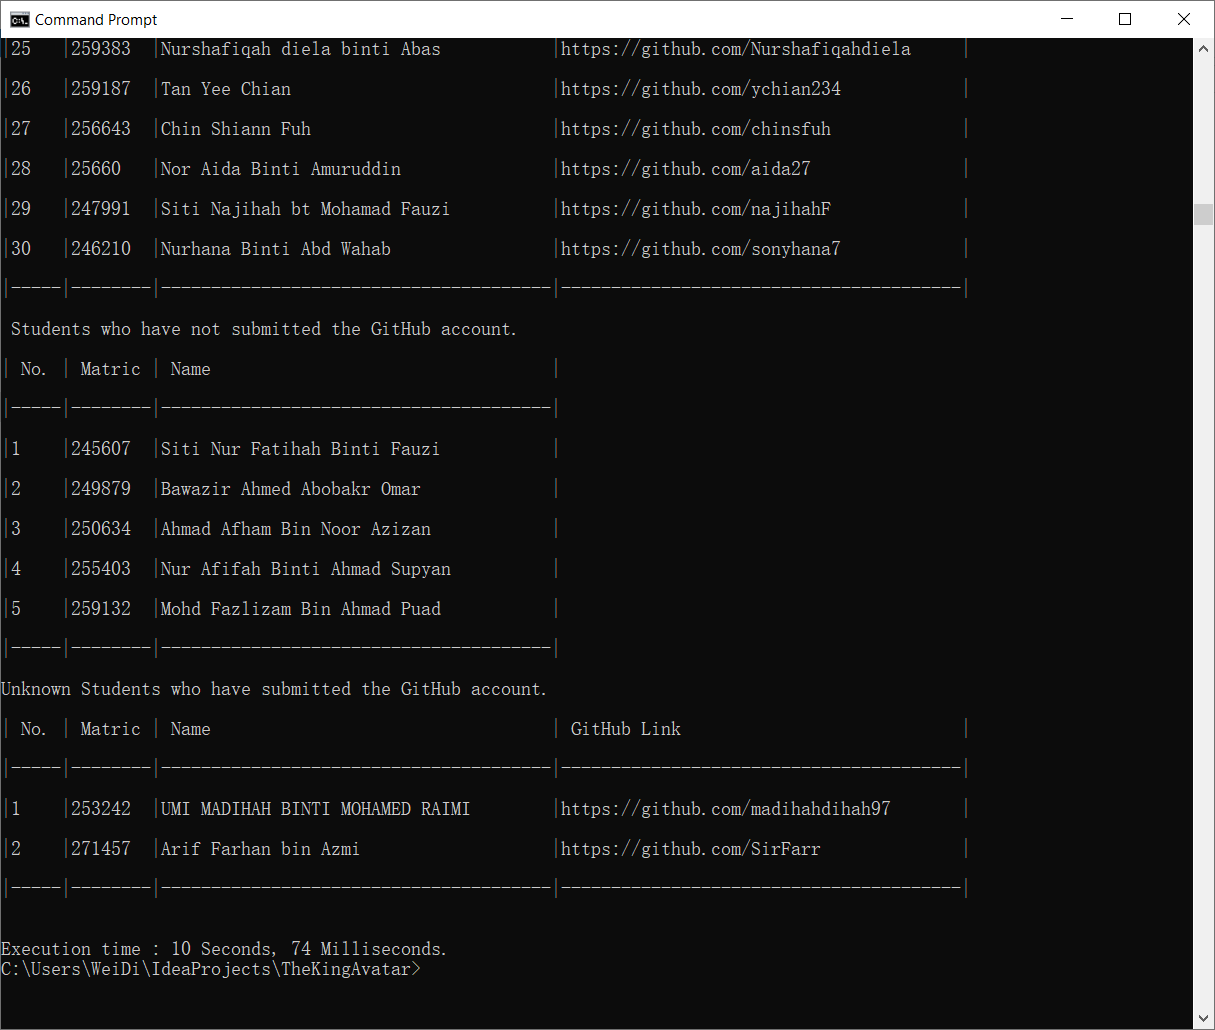 Command Prompt
|25 |259383 |Nurshafiqah diela binti Abas |https://github.com/Nurshafiqahdiela |
|26 |259187 |Tan Yee Chian |https://github.com/ychian234 |
|27 |256643 |Chin Shiann Fuh |https://github.com/chinsfuh |
|28 |25660 |Nor Aida Binti Amuruddin |https://github.com/aida27 |
|29 |247991 |Siti Najihah bt Mohamad Fauzi |https://github.com/najihahF |
|30 |246210 |Nurhana Binti Abd Wahab |https://github.com/sonyhana7 |
|-----|--------|---------------------------------------|----------------------------------------|
Students who have not submitted the GitHub account.
| No. | Matric | Name |
|-----|--------|---------------------------------------|
|1 |245607 |Siti Nur Fatihah Binti Fauzi |
|2 |249879 |Bawazir Ahmed Abobakr Omar |
|3 |250634 |Ahmad Afham Bin Noor Azizan |
|4 |255403 |Nur Afifah Binti Ahmad Supyan |
|5 |259132 |Mohd Fazlizam Bin Ahmad Puad |
|-----|--------|---------------------------------------|
Unknown Students who have submitted the GitHub account.
| No. | Matric | Name | GitHub Link |
|-----|--------|---------------------------------------|----------------------------------------|
|1 |253242 |UMI MADIHAH BINTI MOHAMED RAIMI |https://github.com/madihahdihah97 |
|2 |271457 |Arif Farhan bin Azmi |https://github.com/SirFarr |
|-----|--------|---------------------------------------|----------------------------------------|
Execution time : 10 Seconds, 74 Milliseconds.
C:\Users\WeiDi\IdeaProjects\TheKingAvatar>